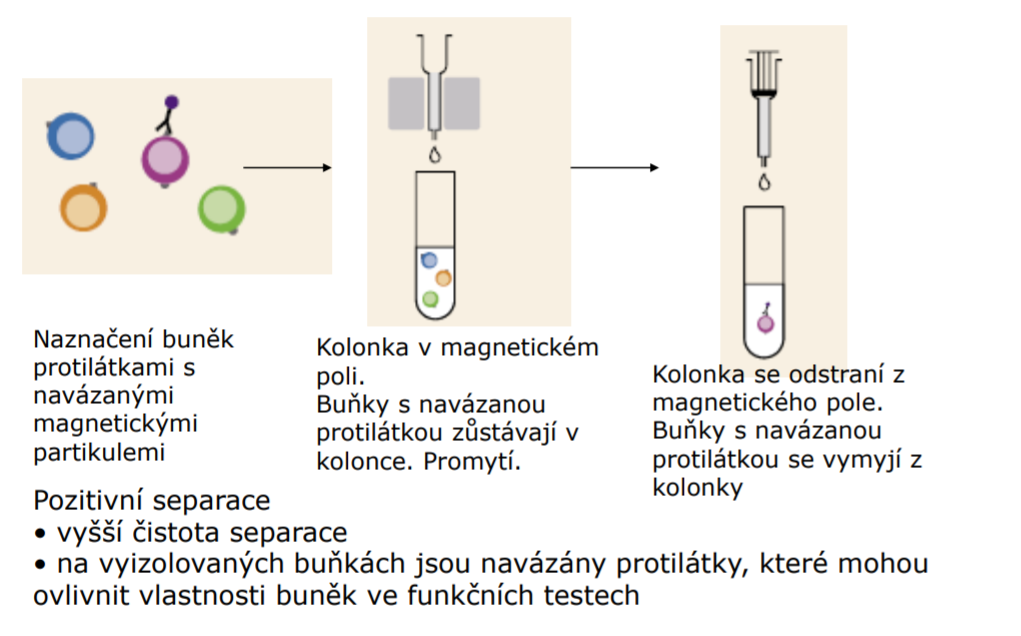 Naznačení buněk
protilátkami s
navázanými
magnetickými
partikulemi
Kolonka v magnetickém
poli.
Buňky s navázanou
protilátkou zůstávají v
kolonce. Promytí.
Kolonka se odstraní z
magnetického pole.
Buňky s navázanou
protilátkou se vymyjí z
kolonky
Pozitivní separace
• vyšší čistota separace
• na vyizolovaných buňkách jsou navázány protilátky, které mohou
ovlivnit vlastnosti buněk ve funkčních testech